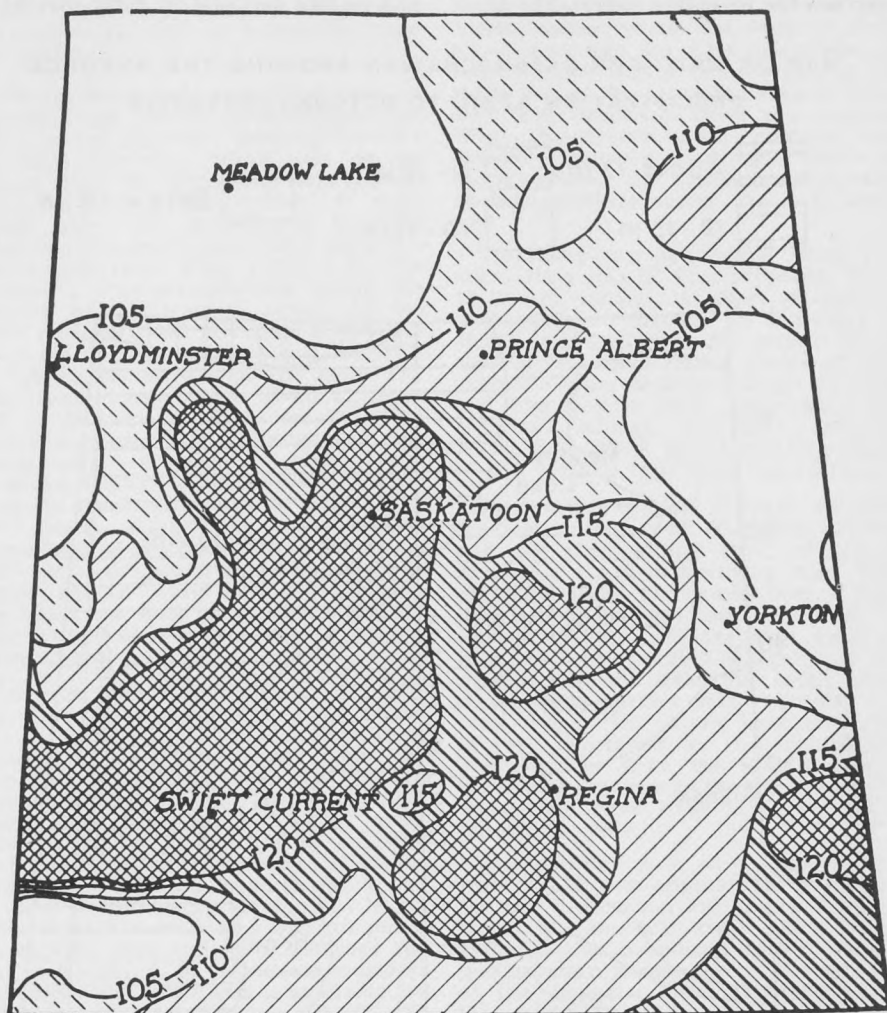 110
105
MEADOW LAKE
105
110
105
LLOYDMINSTER
PRINCE ALBERT
SASKATOON
115
120
YORKTON
120
115
SWIFT CURRENT
115
REGINA
120
120
110
105